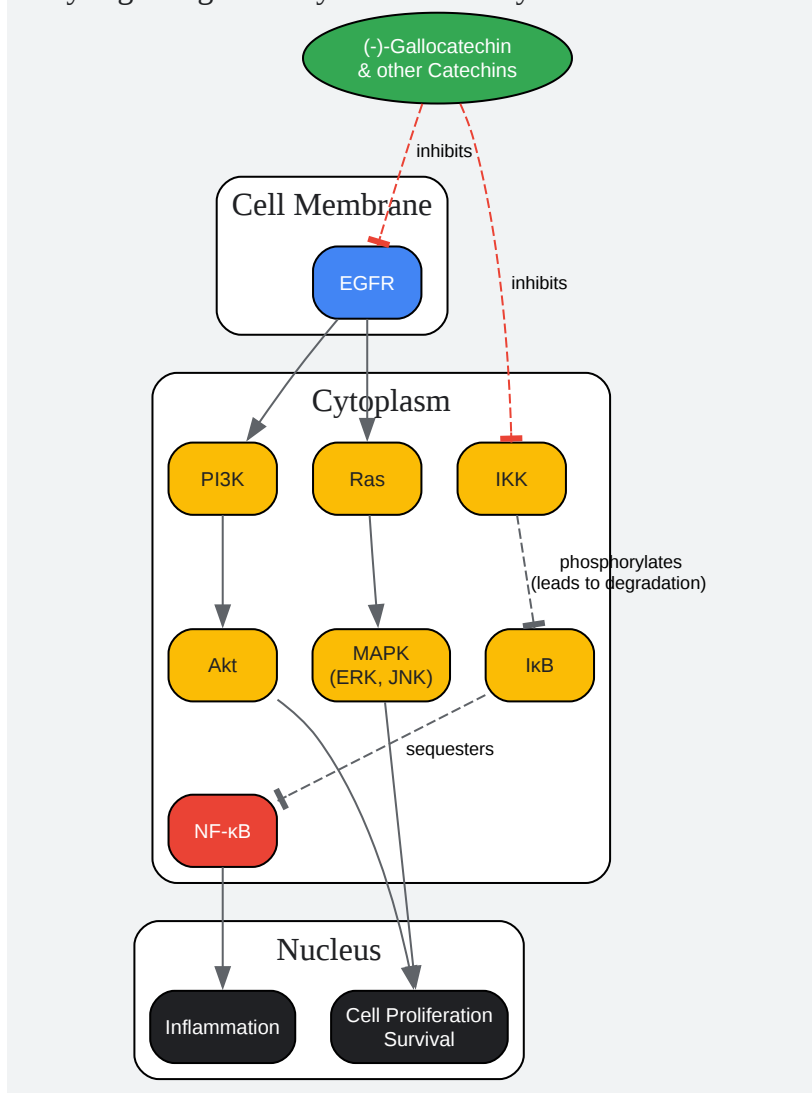 (-)-Gallocatechin
& other Catechins
inhibits
Cell Membrane
EGFR
inhibits
Cytoplasm
PI3K
Ras
IKK
phosphorylates
(leads to degradation)
Akt
MAPK
(ERK, JNK)
IκB
sequesters
NF-κB
Nucleus
Inflammation
Cell Proliferation
Survival